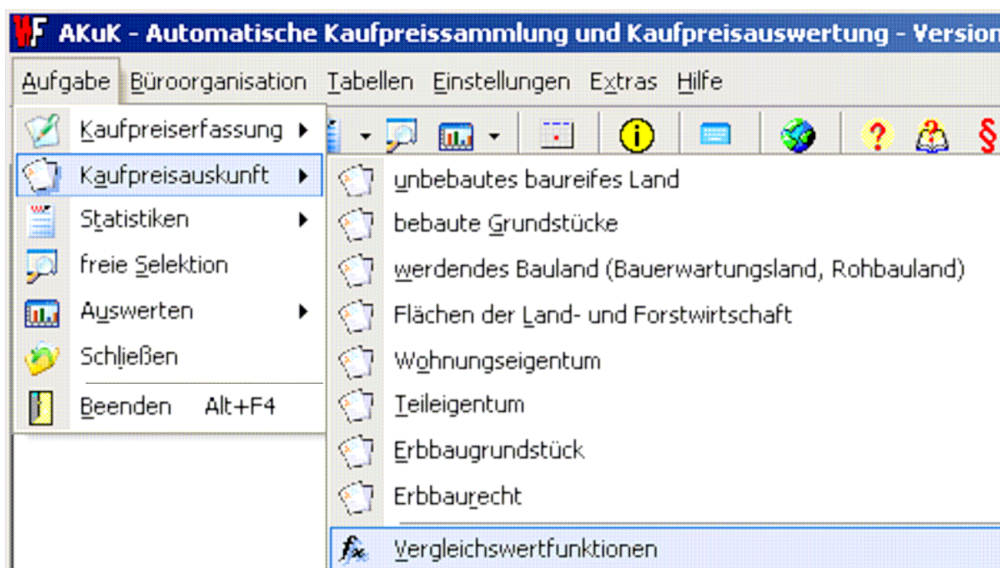 WF AKuK - Automatische Kaufpreissammlung und Kaufpreisauswertung - Version
Aufgabe Büroorganisation Tabellen Einstellungen Extras Hilfe
Kaufpreiserfassung
Kaufpreisauskunft
Statistiken
freie Selektion
Auswerten
Schließen
Beenden Alt+F4
unbebautes baureifes Land
bebaute Grundstücke
werdendes Bauland (Bauerwartungsland, Rohbauland)
Flächen der Land- und Forstwirtschaft
Wohnungseigentum
Teileigentum
Erbbaugrundstück
Erbbaurecht
Vergleichswertfunktionen